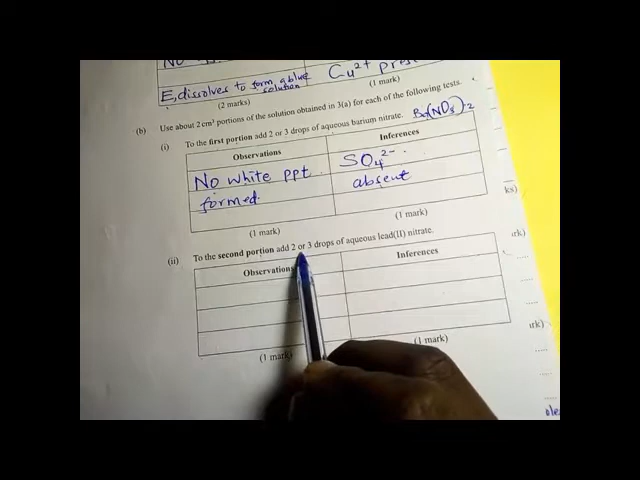 E, dissolves to form a blue
solution
Cu²⁺
(2 marks)
(1 mark)
(b) Use about 2 cm³ portions of the solution obtained in 3(a) for each of the following tests.
(i) To the first portion add 2 or 3 drops of aqueous barium nitrate. Ba(NO₃)₂
Observations
Inferences
No white ppt
formed.
SO₄²⁻.
absent
(1 mark)
(1 mark)
(ii) To the second portion add 2 or 3 drops of aqueous lead(II) nitrate.
Observations
Inferences
(1 mark)
(1 mark)
ks)